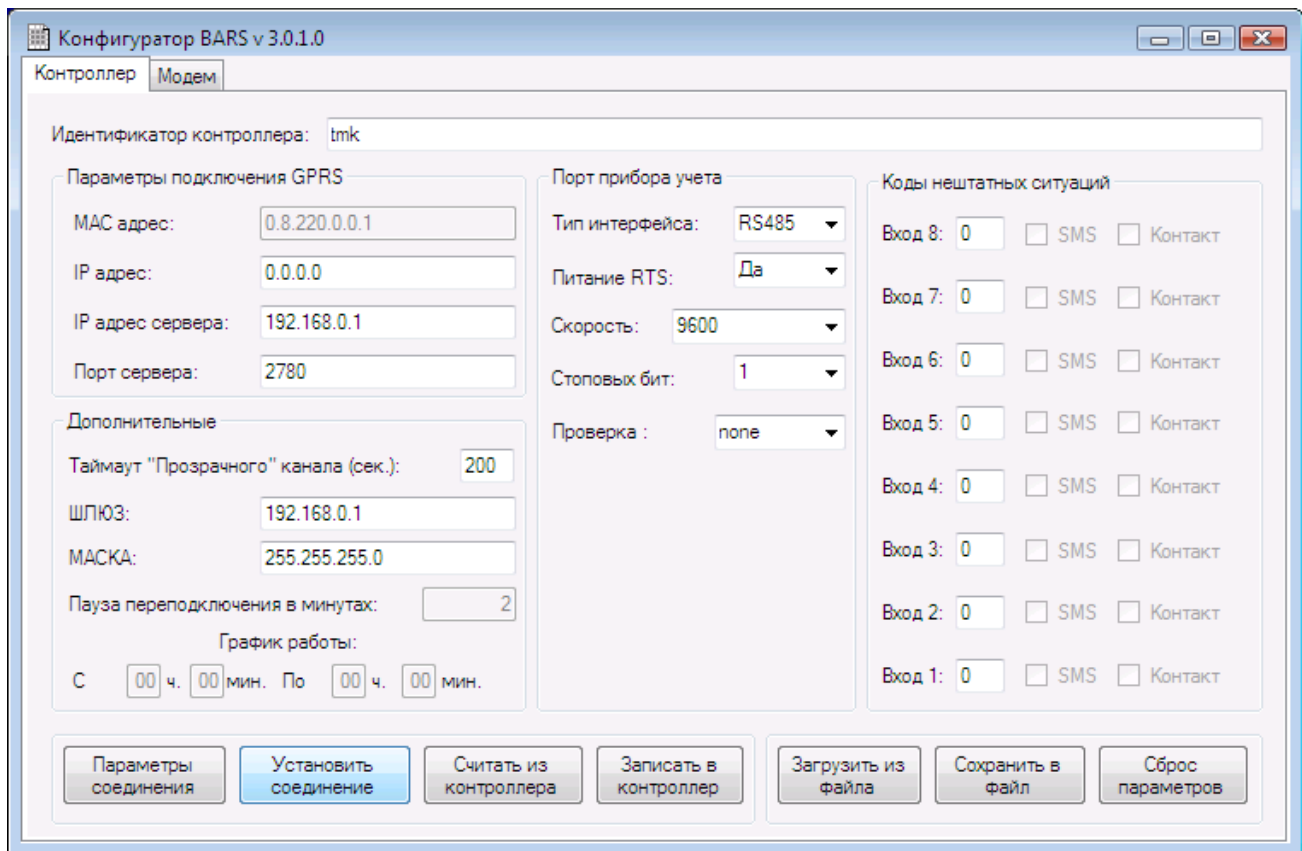 Конфигуратор BARS v 3.0.1.0
Контроллер Модем
Идентификатор контроллера: tmk
Параметры подключения GPRS
MAC адрес: 0.8.220.0.0.1
IP адрес: 0.0.0.0
IP адрес сервера: 192.168.0.1
Порт сервера: 2780
Дополнительные
Таймаут "Прозрачного" канала (сек.): 200
ШЛЮЗ: 192.168.0.1
МАСКА: 255.255.255.0
Пауза переподключения в минутах: 2
График работы:
С 00 ч. 00 мин. По 00 ч. 00 мин.
Порт прибора учета
Тип интерфейса: RS485
Питание RTS: Да
Скорость: 9600
Стоповых бит: 1
Проверка : none
Коды нештатных ситуаций
Вход 8: 0 SMS Контакт
Вход 7: 0 SMS Контакт
Вход 6: 0 SMS Контакт
Вход 5: 0 SMS Контакт
Вход 4: 0 SMS Контакт
Вход 3: 0 SMS Контакт
Вход 2: 0 SMS Контакт
Вход 1: 0 SMS Контакт
Параметры
соединения
Установить
соединение
Считать из
контроллера
Записать в
контроллер
Загрузить из
файла
Сохранить в
файл
Сброс
параметров